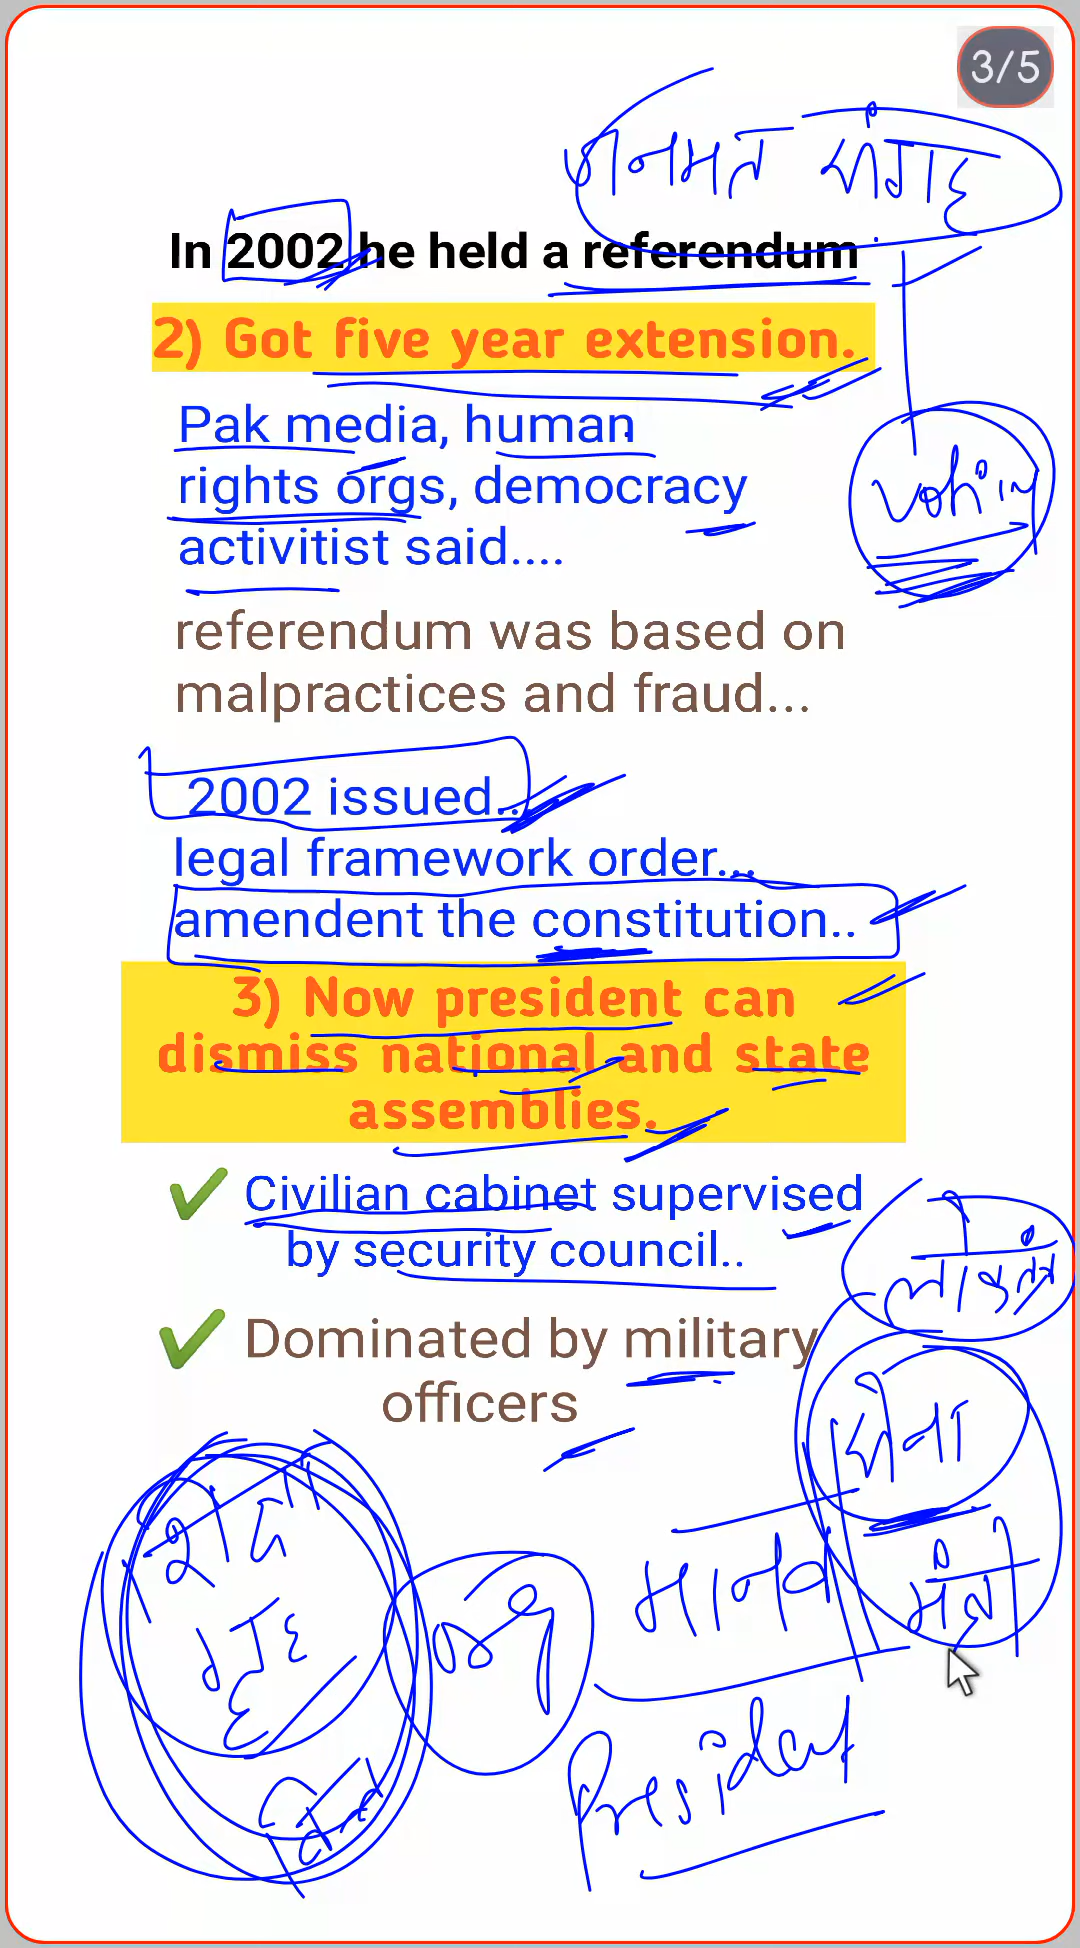 3/5
जनमत संग्रह
In 2002 he held a referendum
2) Got five year extension.
Pak media, human
rights orgs, democracy
activitist said....
voting
referendum was based on
malpractices and fraud...
2002 issued..
legal framework order...
amendent the constitution..
3) Now president can
dismiss national and state
assemblies.
✔ Civilian cabinet supervised
by security council..
✔ Dominated by military
officers
सेना
President